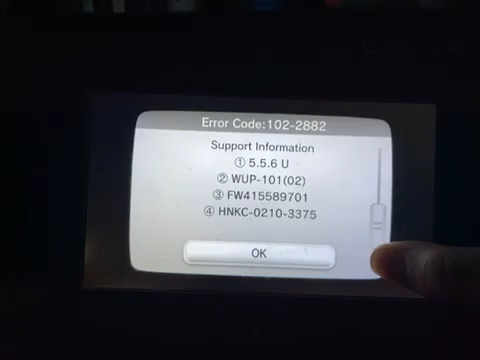 Error Code:102-2882
Support Information
① 5.5.6 U
② WUP-101(02)
③ FW415589701
④ HNKC-0210-3375
OK